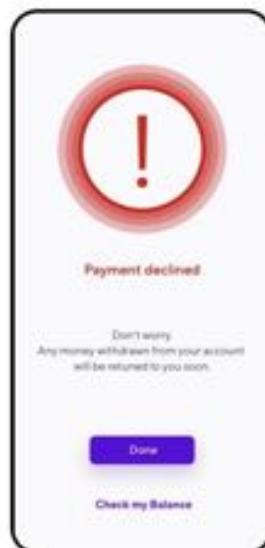 !
Payment declined
Don't worry.
Any money withdrawn from your account
will be retuned to you soon.
Done
Check my Balance